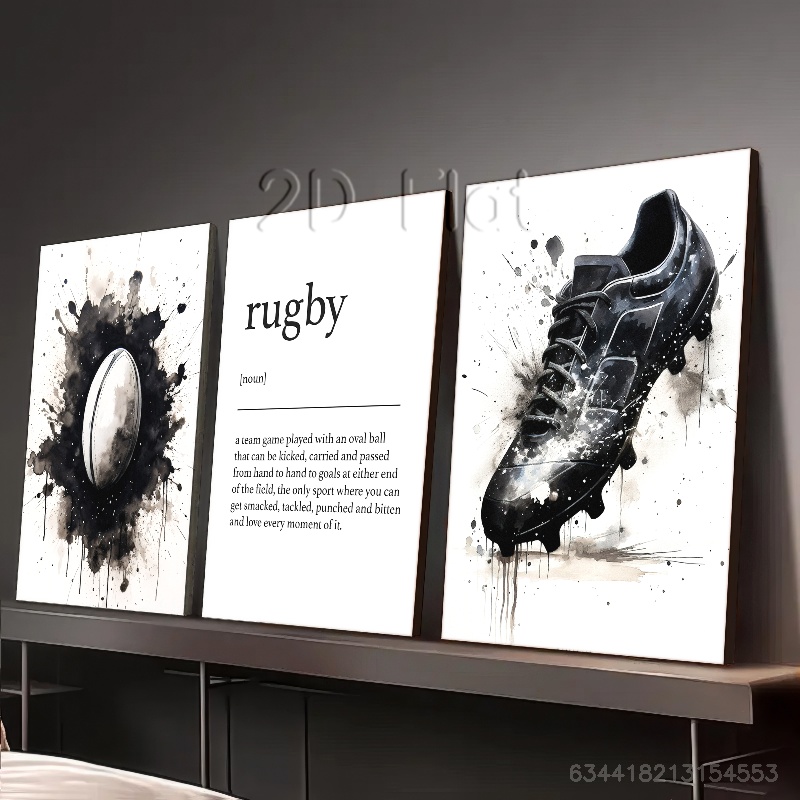 2D Flat
rugby
[noun]
a team game played with an oval ball
that can be kicked, carried and passed
from hand to hand to goals at either end
of the field, the only sport where you can
get smacked, tackled, punched and bitten
and love every moment of it.
634418213154553